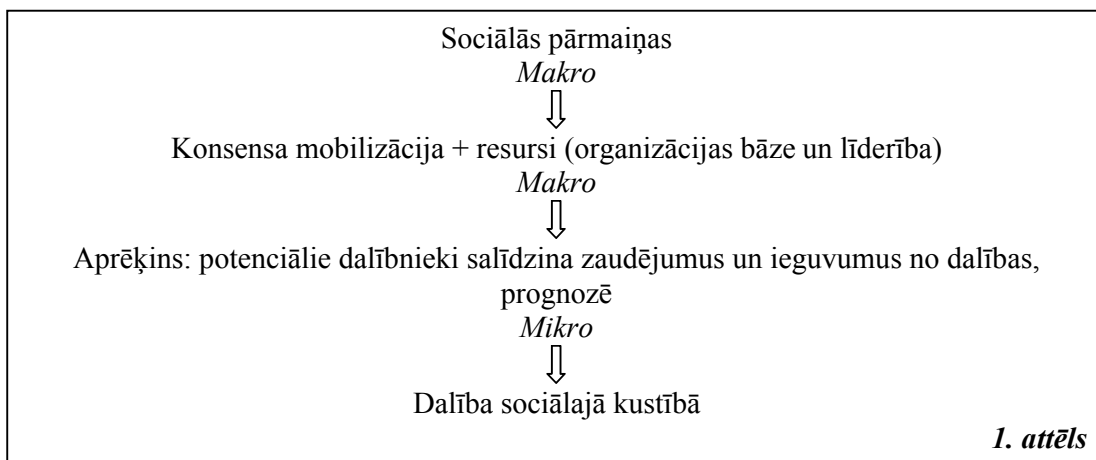 Sociālās pārmaiņas
Makro
Konsensa mobilizācija + resursi (organizācijas bāze un līderība)
Makro
Aprēķins: potenciālie dalībnieki salīdzina zaudējumus un ieguvumus no dalības,
prognozē
Mikro
Dalība sociālajā kustībā
1. attēls